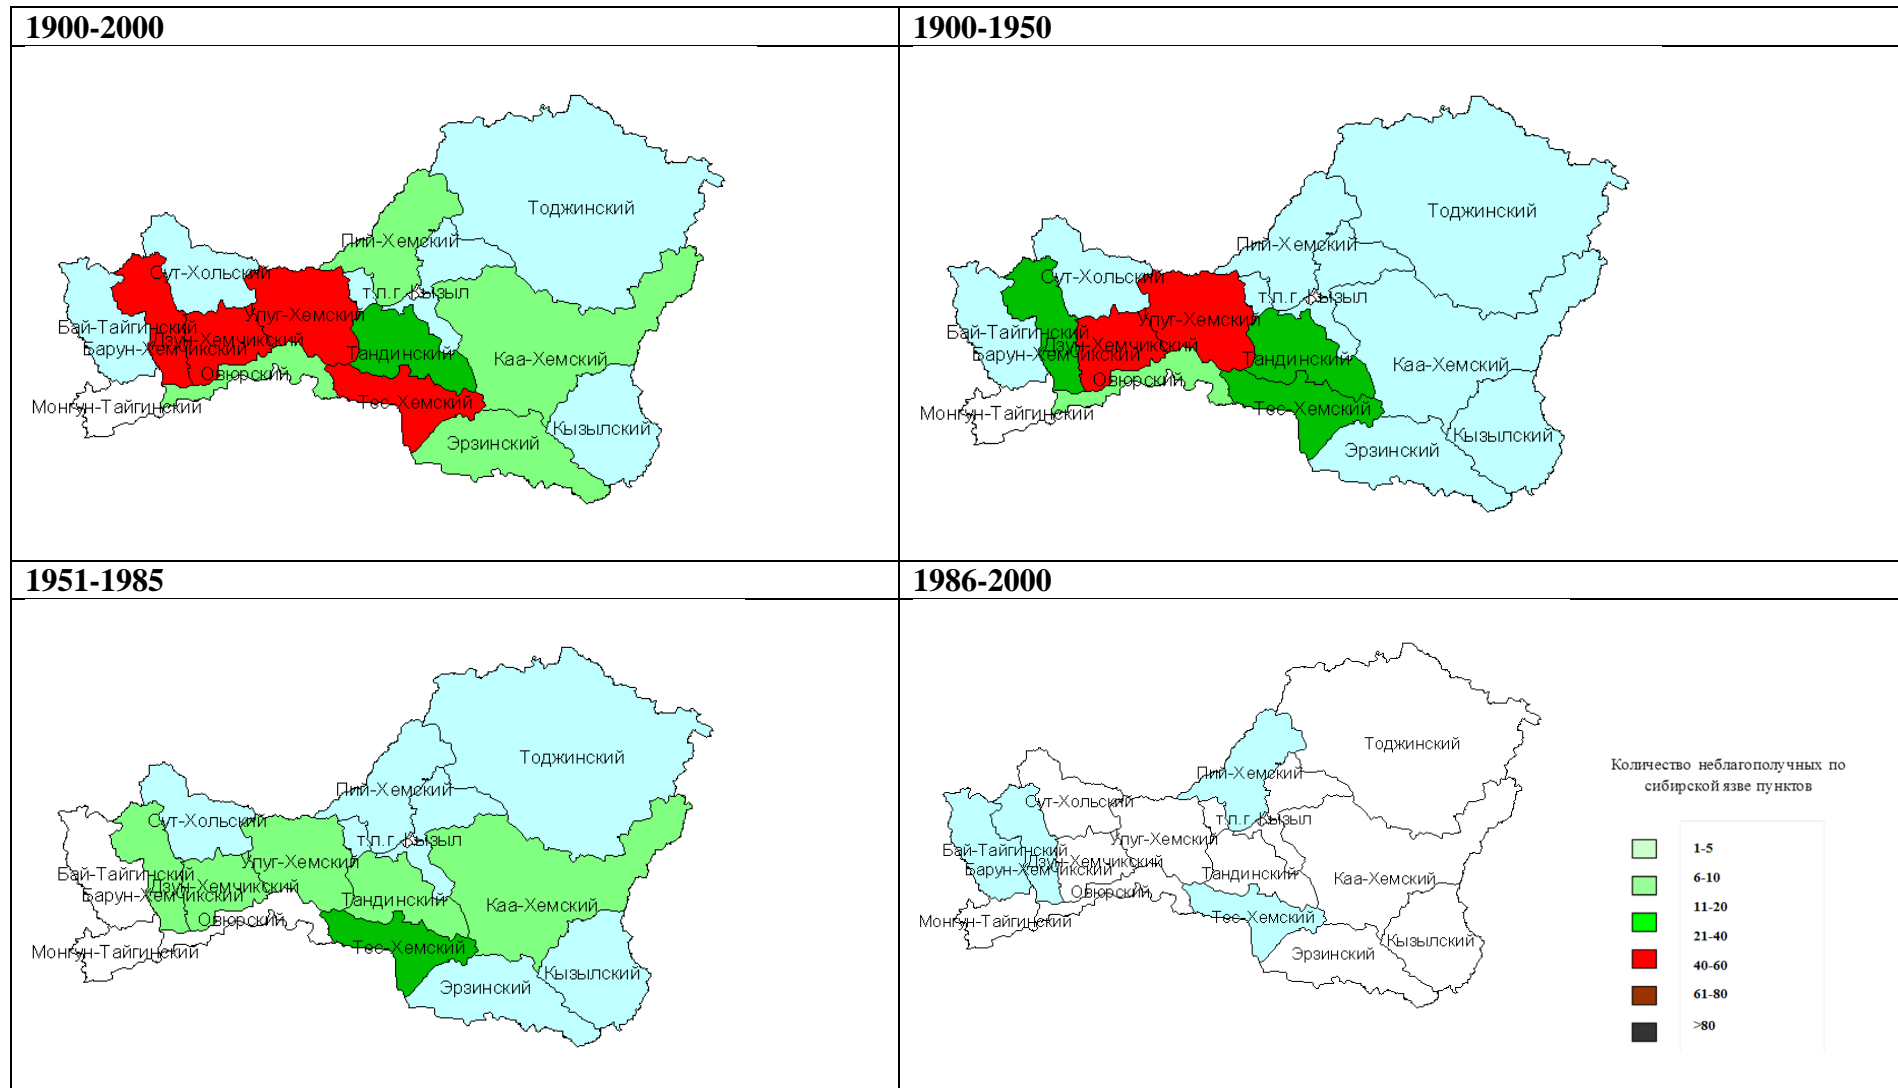 1900-2000
Тоджинский
Пий-Хемский
Сут-Хольский
т.п.г. Кызыл
Улуг-Хемский
Бай-Тайгинский
Дзун-Хемчикский
Барун-Хемчикский
Тандинский
Каа-Хемский
Овюрский
Монгун-Тайгинский
Тес-Хемский
Кызылский
Эрзинский
1900-1950
Тоджинский
Пий-Хемский
Сут-Хольский
т.п.г. Кызыл
Улуг-Хемский
Бай-Тайгинский
Дзун-Хемчикский
Барун-Хемчикский
Тандинский
Каа-Хемский
Овюрский
Монгун-Тайгинский
Тес-Хемский
Кызылский
Эрзинский
1951-1985
Тоджинский
Пий-Хемский
Сут-Хольский
т.п.г. Кызыл
Улуг-Хемский
Бай-Тайгинский
Дзун-Хемчикский
Барун-Хемчикский
Тандинский
Каа-Хемский
Овюрский
Монгун-Тайгинский
Тес-Хемский
Кызылский
Эрзинский
1986-2000
Тоджинский
Пий-Хемский
Сут-Хольский
т.п.г. Кызыл
Улуг-Хемский
Бай-Тайгинский
Дзун-Хемчикский
Барун-Хемчикский
Тандинский
Каа-Хемский
Овюрский
Монгун-Тайгинский
Тес-Хемский
Кызылский
Эрзинский
Количество неблагополучных по
сибирской язве пунктов
1-5
6-10
11-20
21-40
40-60
61-80
>80